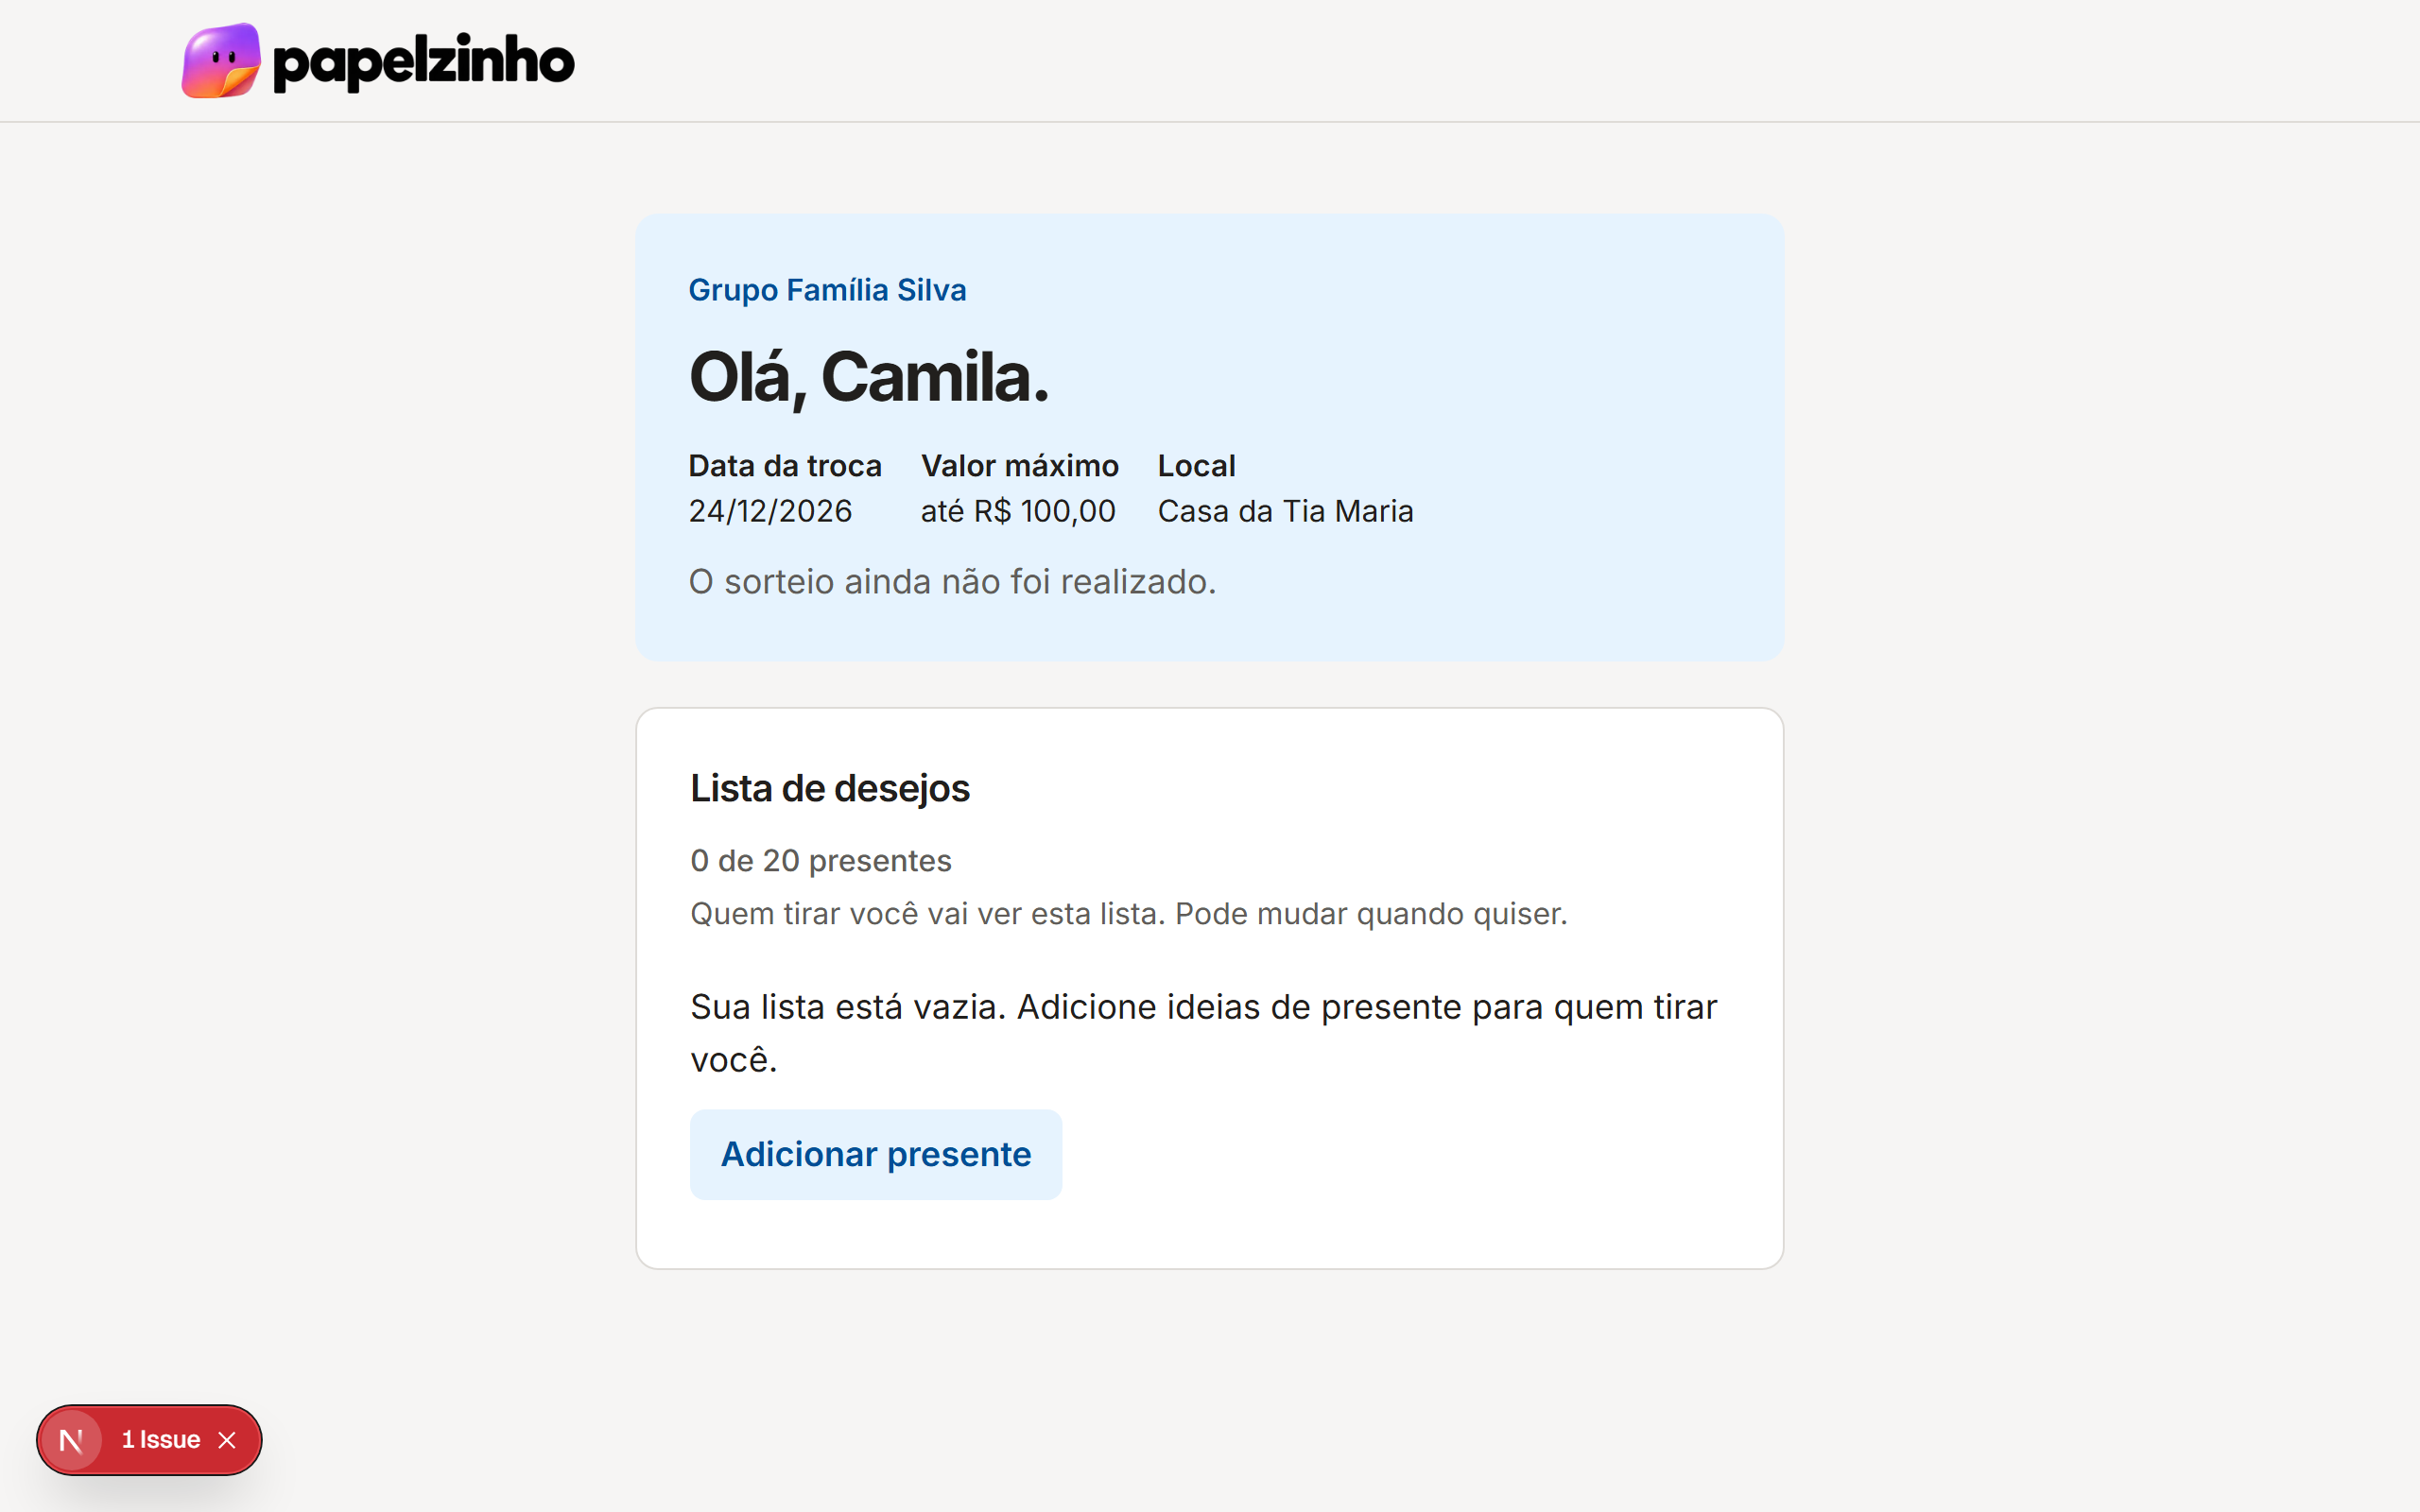 papelzinho
Grupo Família Silva
Olá, Camila.
Data da troca Valor máximo Local
24/12/2026 até R$ 100,00 Casa da Tia Maria
O sorteio ainda não foi realizado.
Lista de desejos
0 de 20 presentes
Quem tirar você vai ver esta lista. Pode mudar quando quiser.
Sua lista está vazia. Adicione ideias de presente para quem tirar
você.
Adicionar presente
N 1 Issue